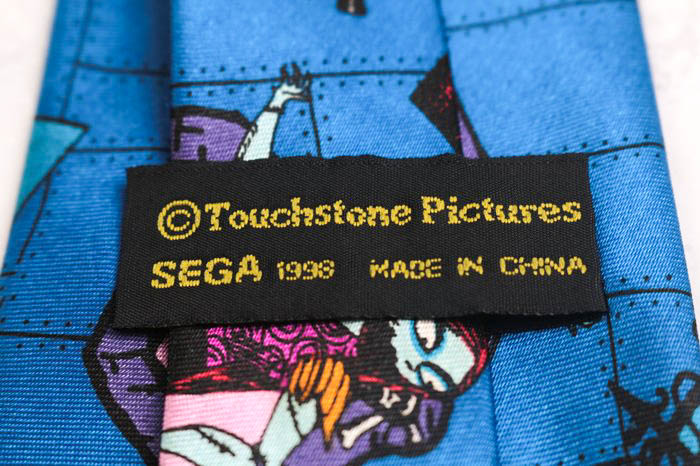 ©Touchstone Pictures
SEGA 1998 MADE IN CHINA